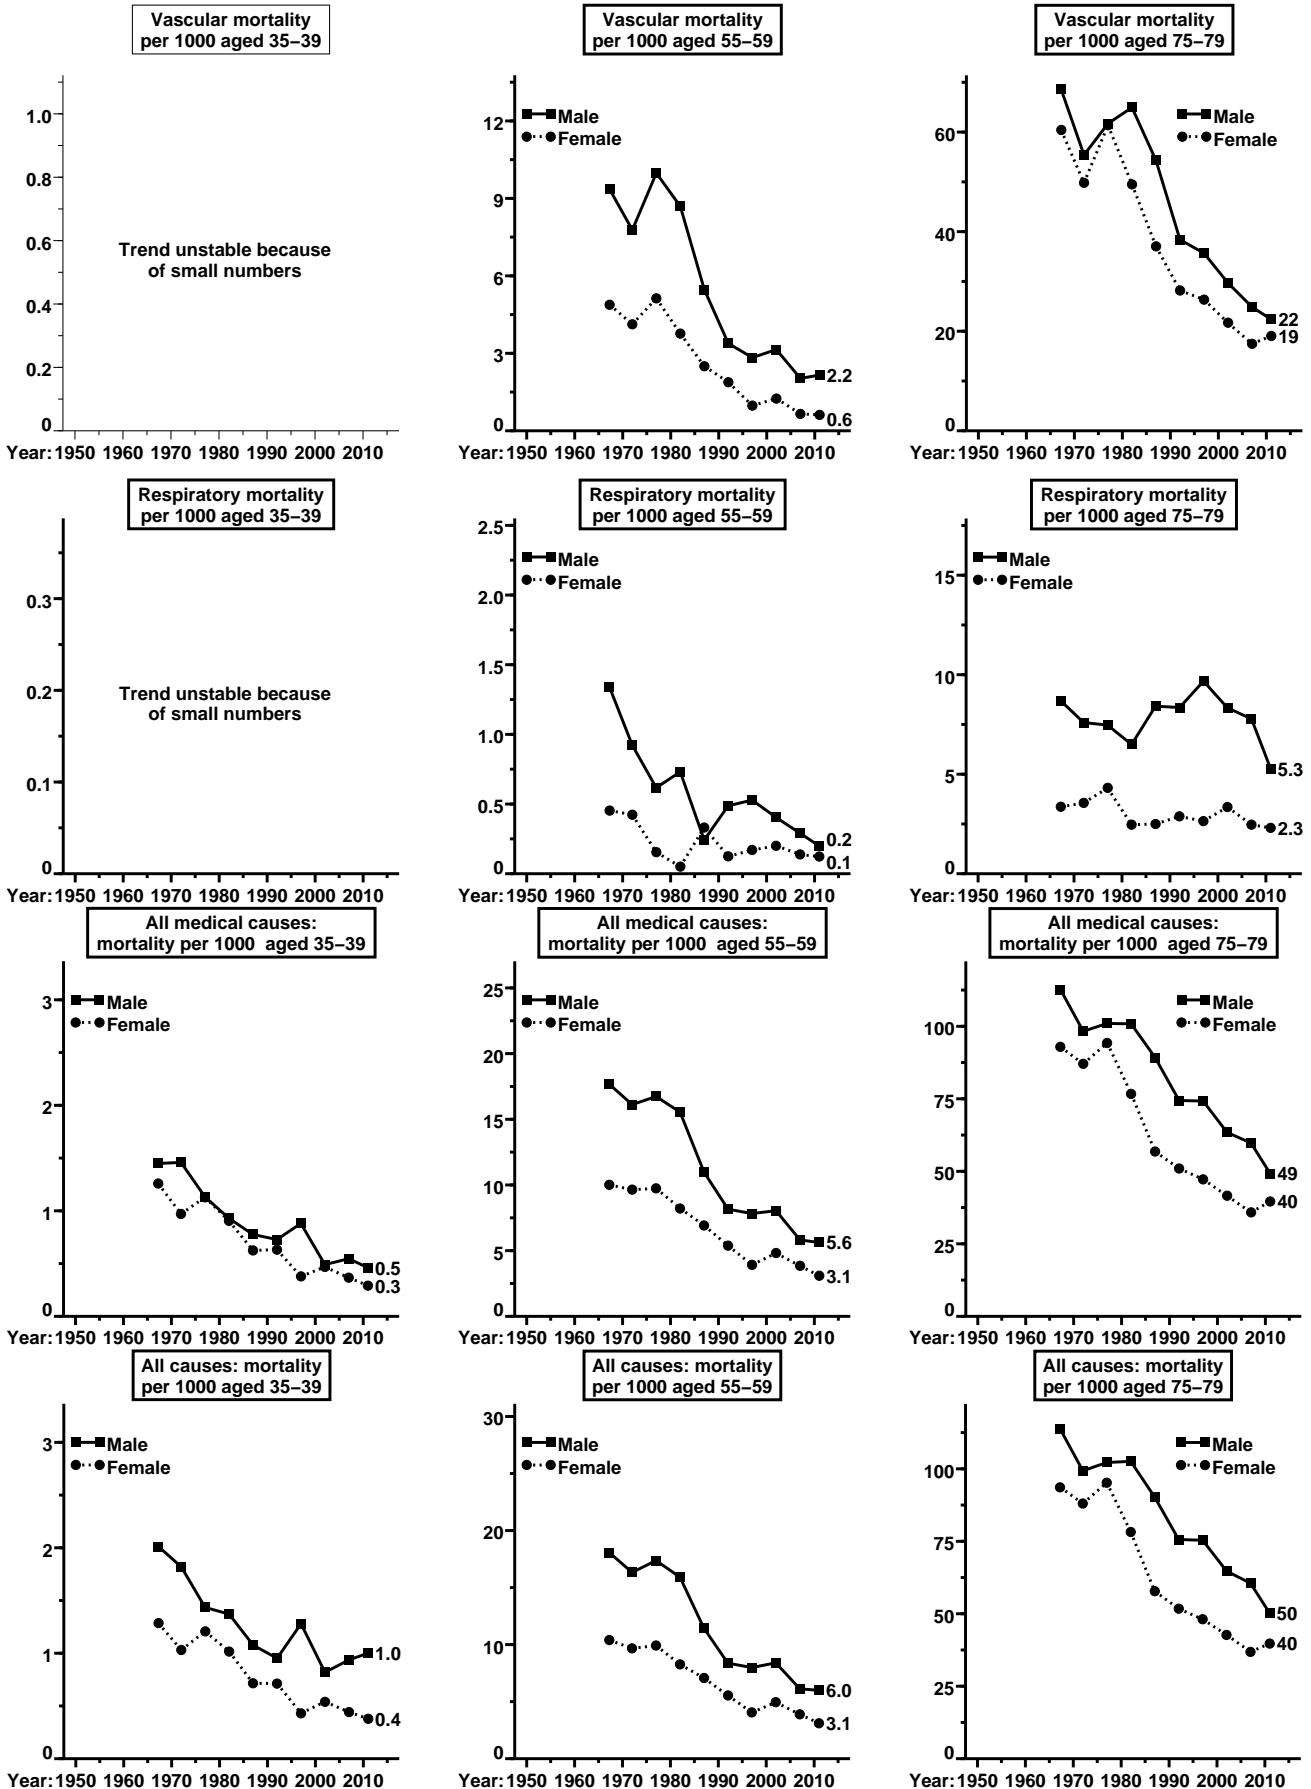 Vascular mortality
per 1000 aged 35–39
1.0
0.8
0.6
0.4
0.2
0
Trend unstable because
of small numbers
Year: 1950 1960 1970 1980 1990 2000 2010
Vascular mortality
per 1000 aged 55–59
12
9
6
3
0
Male
Female
2.2
0.6
1950 1960 1970 1980 1990 2000 2010
Year:
Vascular mortality
per 1000 aged 75–79
60
40
20
0
Male
Female
22
19
Year: 1950 1960 1970 1980 1990 2000 2010
Respiratory mortality
per 1000 aged 35–39
0.3
0.2
0.1
0
Trend unstable because
of small numbers
Year: 1950 1960 1970 1980 1990 2000 2010
Respiratory mortality
per 1000 aged 55–59
2.5
2.0
1.5
1.0
0.5
0
Male
Female
0.2
0.1
Year: 1950 1960 1970 1980 1990 2000 2010
Respiratory mortality
per 1000 aged 75–79
15
10
5
0
Male
Female
5.3
2.3
Year: 1950 1960 1970 1980 1990 2000 2010
All medical causes:
mortality per 1000 aged 35–39
3
2
1
0
Male
Female
0.5
0.3
Year: 1950 1960 1970 1980 1990 2000 2010
All medical causes:
mortality per 1000 aged 55–59
25
20
15
10
5
0
Male
Female
5.6
3.1
Year: 1950 1960 1970 1980 1990 2000 2010
All medical causes:
mortality per 1000 aged 75–79
100
75
50
25
0
Male
Female
49
40
Year: 1950 1960 1970 1980 1990 2000 2010
All causes: mortality
per 1000 aged 35–39
3
2
1
0
Male
Female
1.0
0.4
Year: 1950 1960 1970 1980 1990 2000 2010
All causes: mortality
per 1000 aged 55–59
30
20
10
0
Male
Female
6.0
3.1
Year: 1950 1960 1970 1980 1990 2000 2010
All causes: mortality
per 1000 aged 75–79
100
75
50
25
0
Male
Female
50
40
Year: 1950 1960 1970 1980 1990 2000 2010